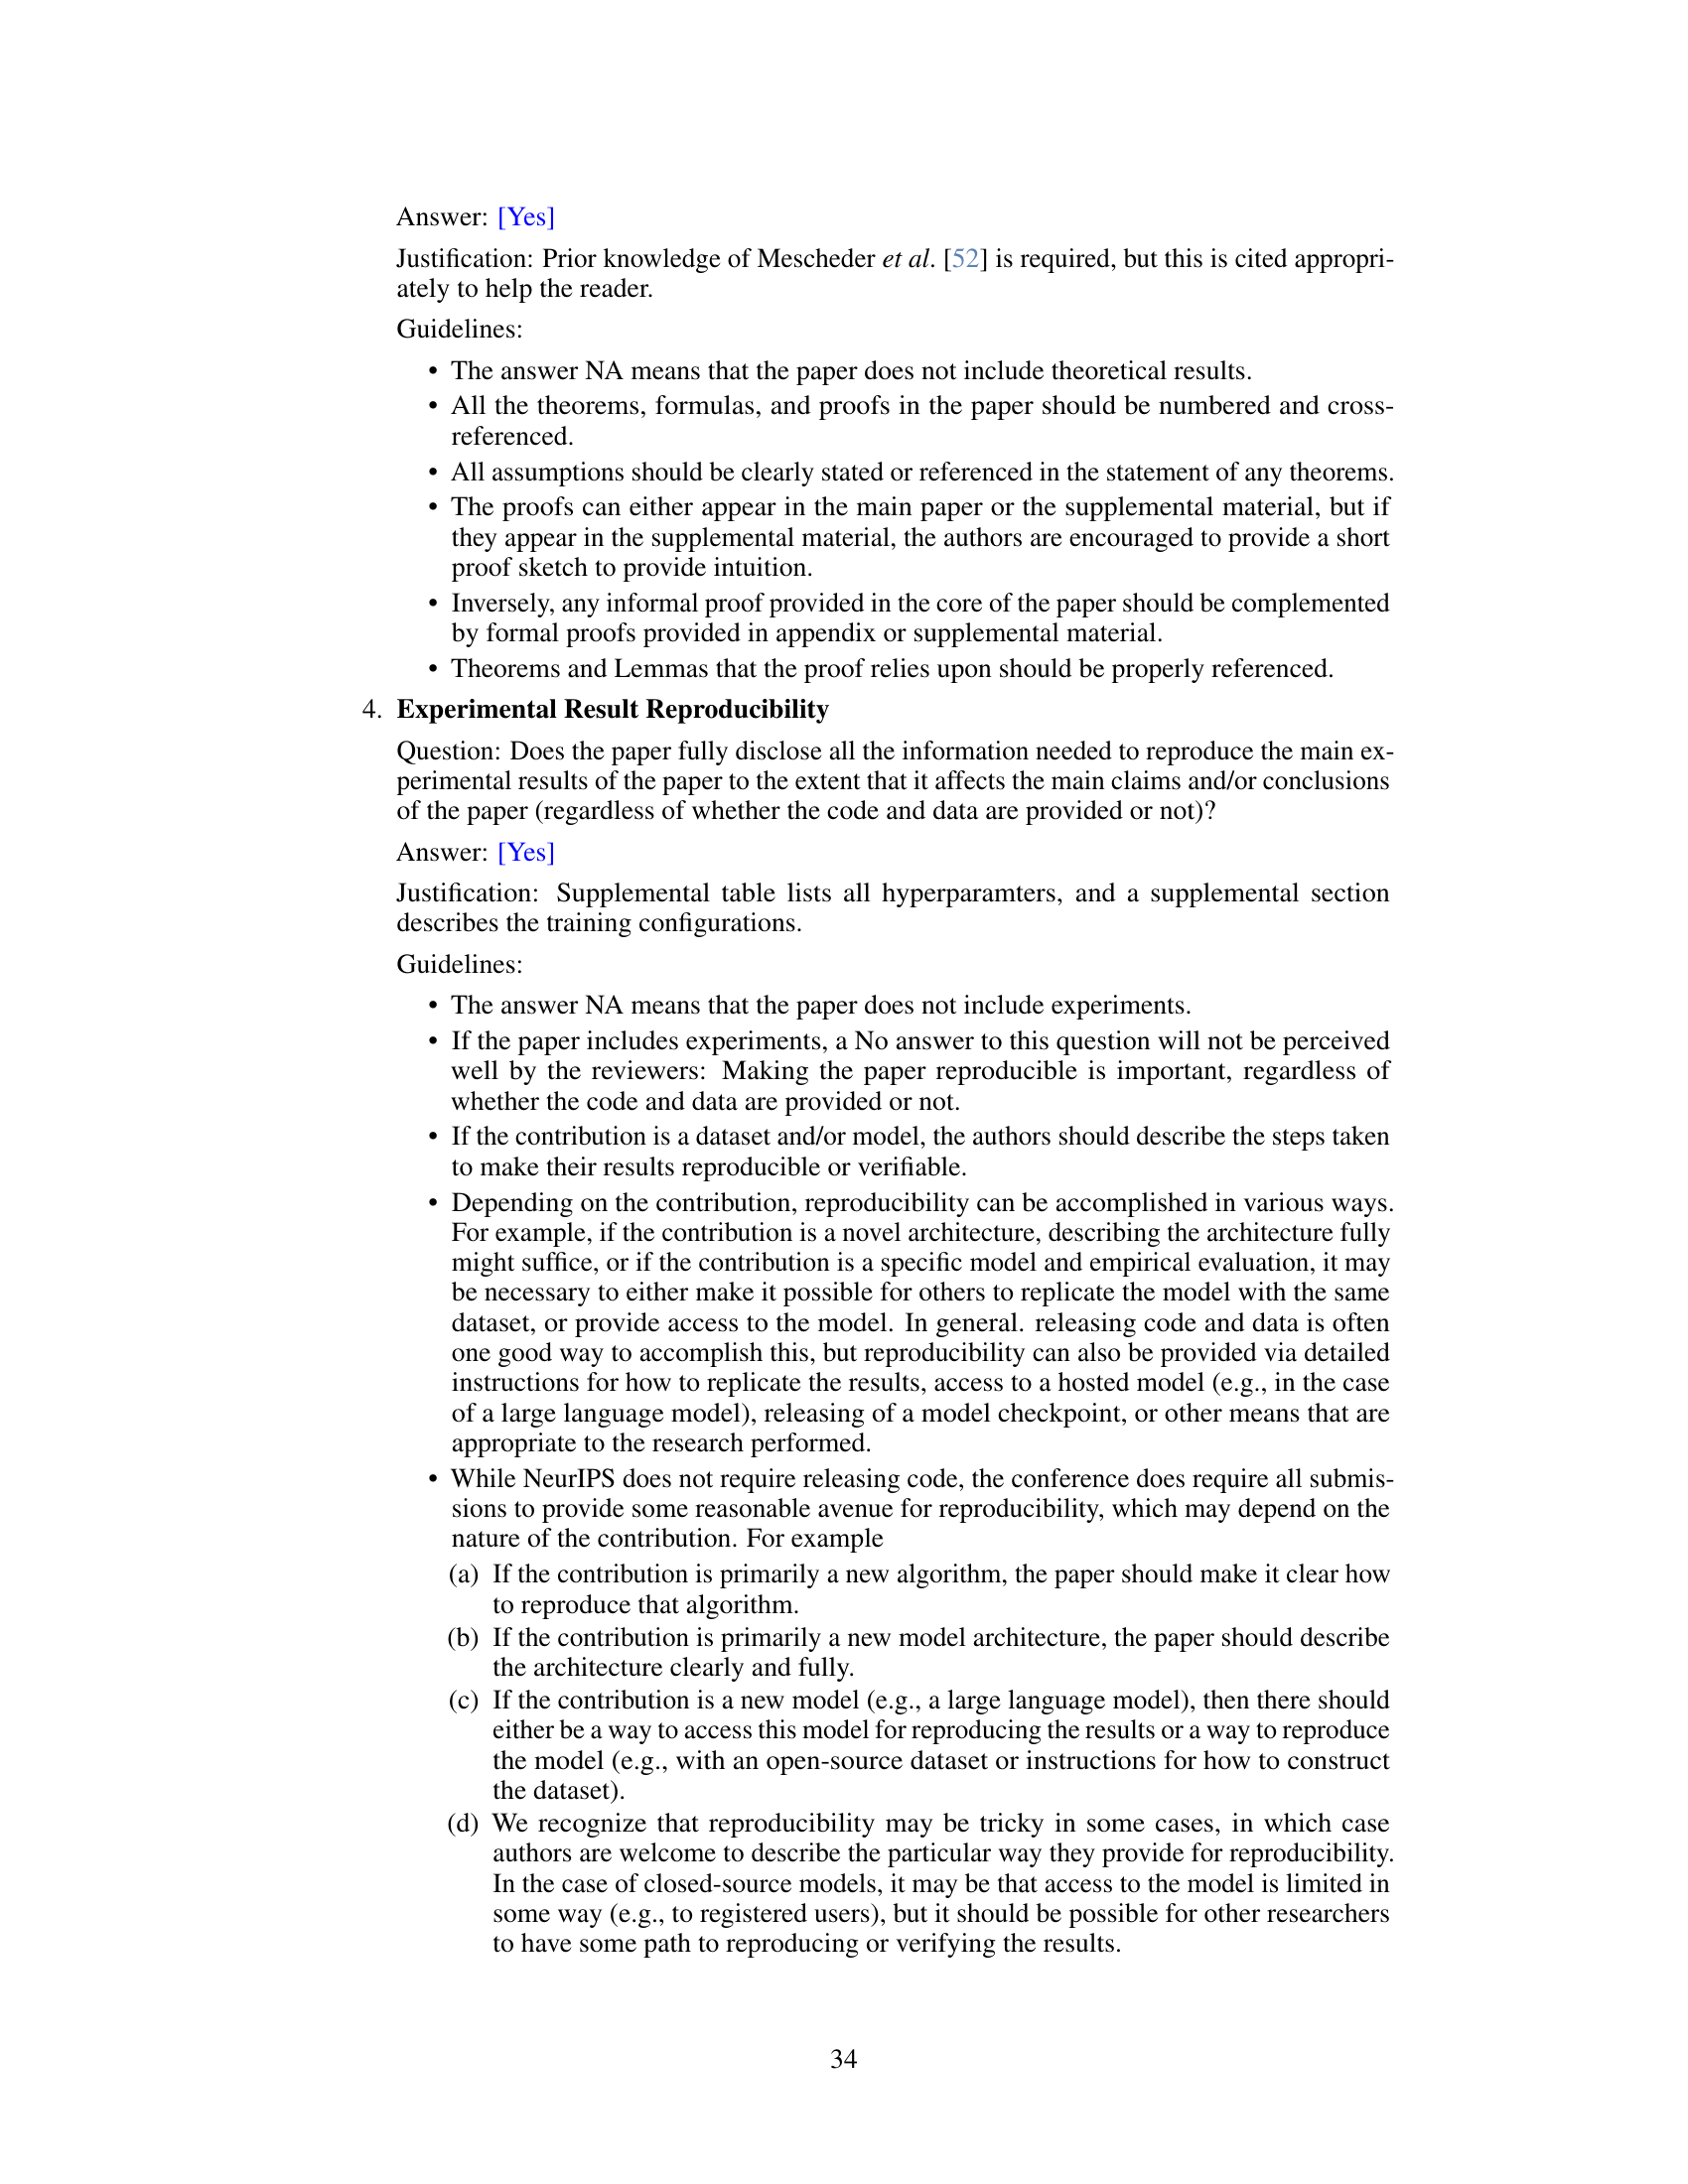 Answer: [Yes]
Justification: Prior knowledge of Mescheder et al. [52] is required, but this is cited appropri-
ately to help the reader.
Guidelines:
• The answer NA means that the paper does not include theoretical results.
• All the theorems, formulas, and proofs in the paper should be numbered and cross-
referenced.
• All assumptions should be clearly stated or referenced in the statement of any theorems.
• The proofs can either appear in the main paper or the supplemental material, but if
they appear in the supplemental material, the authors are encouraged to provide a short
proof sketch to provide intuition.
• Inversely, any informal proof provided in the core of the paper should be complemented
by formal proofs provided in appendix or supplemental material.
• Theorems and Lemmas that the proof relies upon should be properly referenced.
4. Experimental Result Reproducibility
Question: Does the paper fully disclose all the information needed to reproduce the main ex-
perimental results of the paper to the extent that it affects the main claims and/or conclusions
of the paper (regardless of whether the code and data are provided or not)?
Answer: [Yes]
Justification: Supplemental table lists all hyperparamters, and a supplemental section
describes the training configurations.
Guidelines:
• The answer NA means that the paper does not include experiments.
• If the paper includes experiments, a No answer to this question will not be perceived
well by the reviewers: Making the paper reproducible is important, regardless of
whether the code and data are provided or not.
• If the contribution is a dataset and/or model, the authors should describe the steps taken
to make their results reproducible or verifiable.
• Depending on the contribution, reproducibility can be accomplished in various ways.
For example, if the contribution is a novel architecture, describing the architecture fully
might suffice, or if the contribution is a specific model and empirical evaluation, it may
be necessary to either make it possible for others to replicate the model with the same
dataset, or provide access to the model. In general. releasing code and data is often
one good way to accomplish this, but reproducibility can also be provided via detailed
instructions for how to replicate the results, access to a hosted model (e.g., in the case
of a large language model), releasing of a model checkpoint, or other means that are
appropriate to the research performed.
• While NeurIPS does not require releasing code, the conference does require all submis-
sions to provide some reasonable avenue for reproducibility, which may depend on the
nature of the contribution. For example
(a) If the contribution is primarily a new algorithm, the paper should make it clear how
to reproduce that algorithm.
(b) If the contribution is primarily a new model architecture, the paper should describe
the architecture clearly and fully.
(c) If the contribution is a new model (e.g., a large language model), then there should
either be a way to access this model for reproducing the results or a way to reproduce
the model (e.g., with an open-source dataset or instructions for how to construct
the dataset).
(d) We recognize that reproducibility may be tricky in some cases, in which case
authors are welcome to describe the particular way they provide for reproducibility.
In the case of closed-source models, it may be that access to the model is limited in
some way (e.g., to registered users), but it should be possible for other researchers
to have some path to reproducing or verifying the results.
34